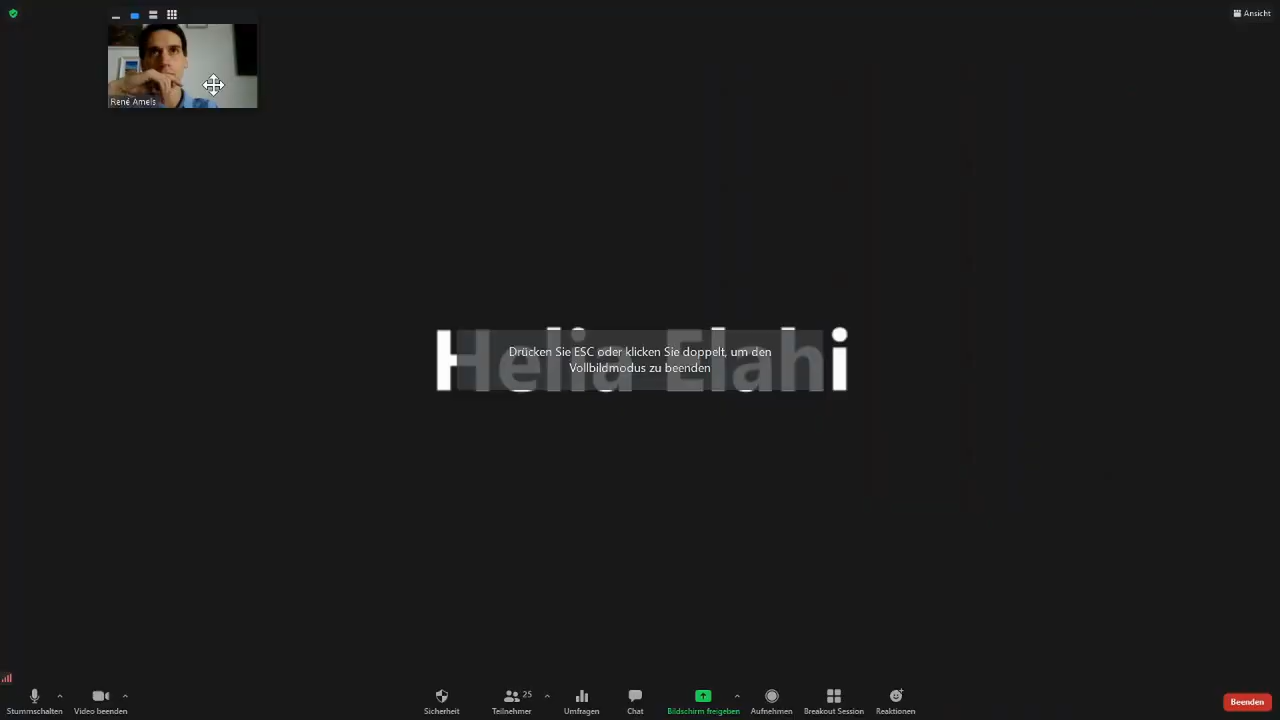 Ansicht
René Amels
Helia Elahi
Drücken Sie ESC oder klicken Sie doppelt, um den
Vollbildmodus zu beenden
Stummschalten
Video beenden
Sicherheit
25
Teilnehmer
Umfragen
Chat
Bildschirm freigeben
Aufnehmen
Breakout Session
Reaktionen
Beenden